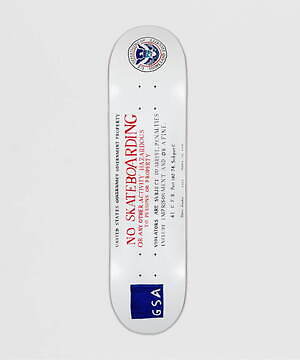 UNITED STATES GOVERNMENT PROPERTY
NO SKATEBOARDING
OR ANY OTHER ACTIVITY HAZARDOUS
TO PERSONS OR PROPERTY
VIOLATORS ARE SUBJECT TO ARREST, PENALTIES
INVOLVE IMPRISONMENT AND OR A FINE.
41 C.F.R. Part 102-74, Subpart C
GSA